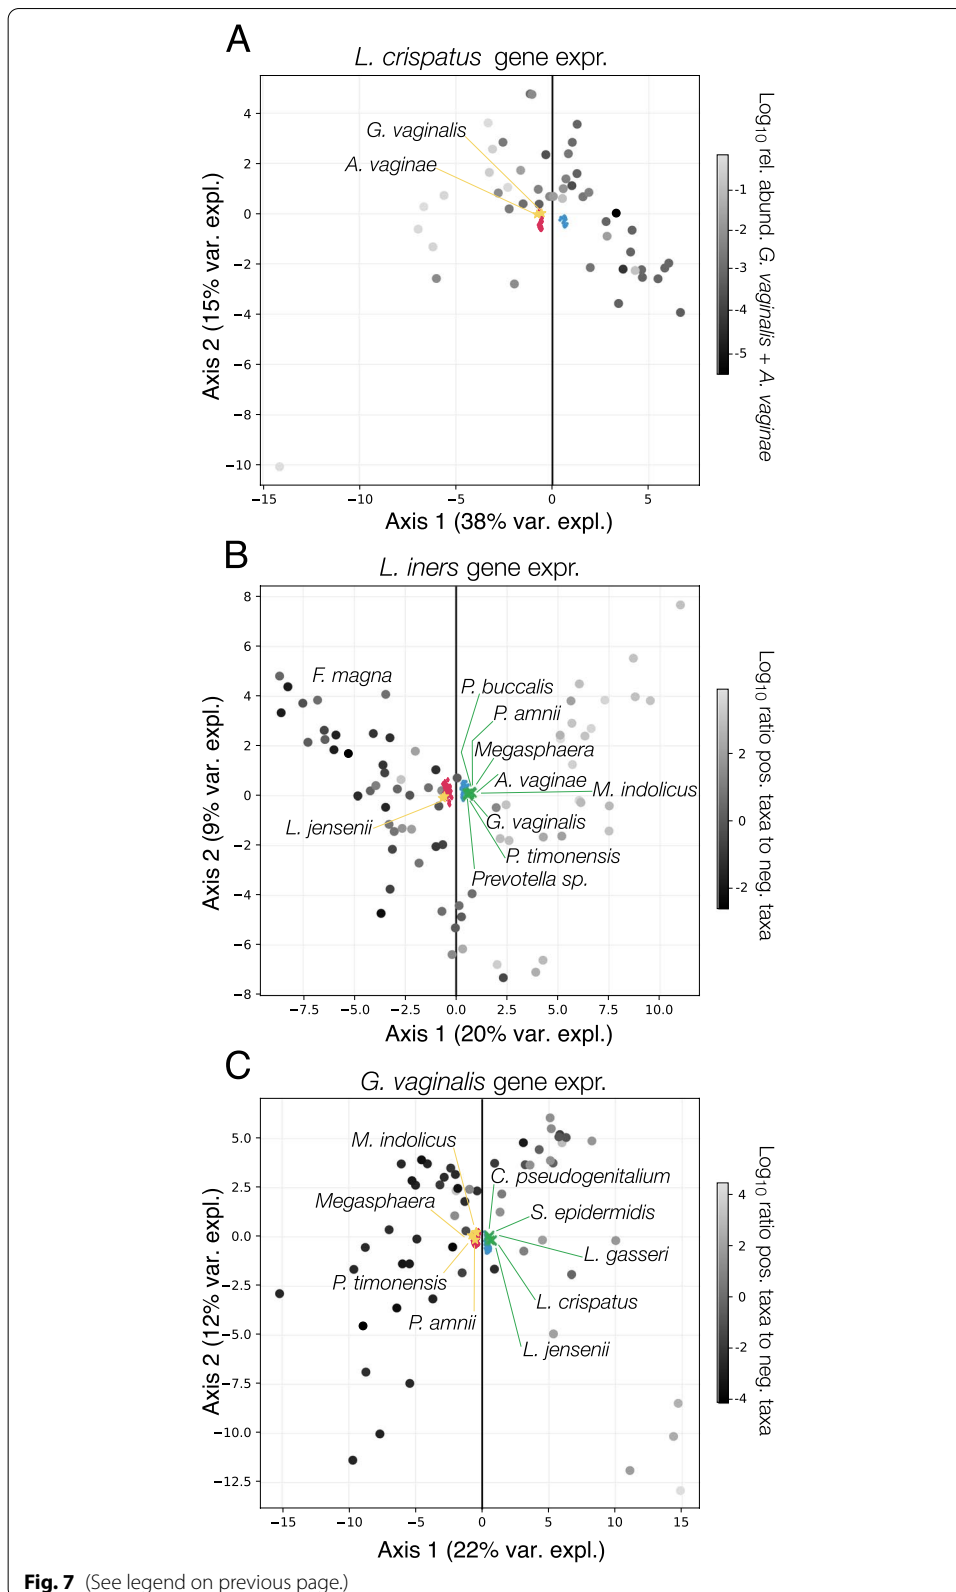 A
L. crispatus gene expr.
G. vaginalis
A. vaginae
4
2
0
−2
−4
−6
−8
−10
−15
−10
−5
0
5
Axis 1 (38% var. expl.)
Axis 2 (15% var. expl.)
-1
-2
-3
-4
-5
Log10 rel. abund. G. vaginalis + A. vaginae
B
L. iners gene expr.
F. magna
P. buccalis
P. amnii
Megasphaera
A. vaginae
M. indolicus
L. jensenii
G. vaginalis
P. timonensis
Prevotella sp.
8
6
4
2
0
−2
−4
−6
−8
−7.5
−5.0
−2.5
0.0
2.5
5.0
7.5
10.0
Axis 1 (20% var. expl.)
Axis 2 (9% var. expl.)
2
0
-2
Log10 ratio pos. taxa to neg. taxa
C
G. vaginalis gene expr.
M. indolicus
C. pseudogenitalium
Megasphaera
S. epidermidis
L. gasseri
P. timonensis
L. crispatus
P. amnii
L. jensenii
5.0
2.5
0.0
−2.5
−5.0
−7.5
−10.0
−12.5
−15
−10
−5
0
5
10
15
Axis 1 (22% var. expl.)
Axis 2 (12% var. expl.)
4
2
0
-2
-4
Log10 ratio pos. taxa to neg. taxa
Fig. 7 (See legend on previous page.)